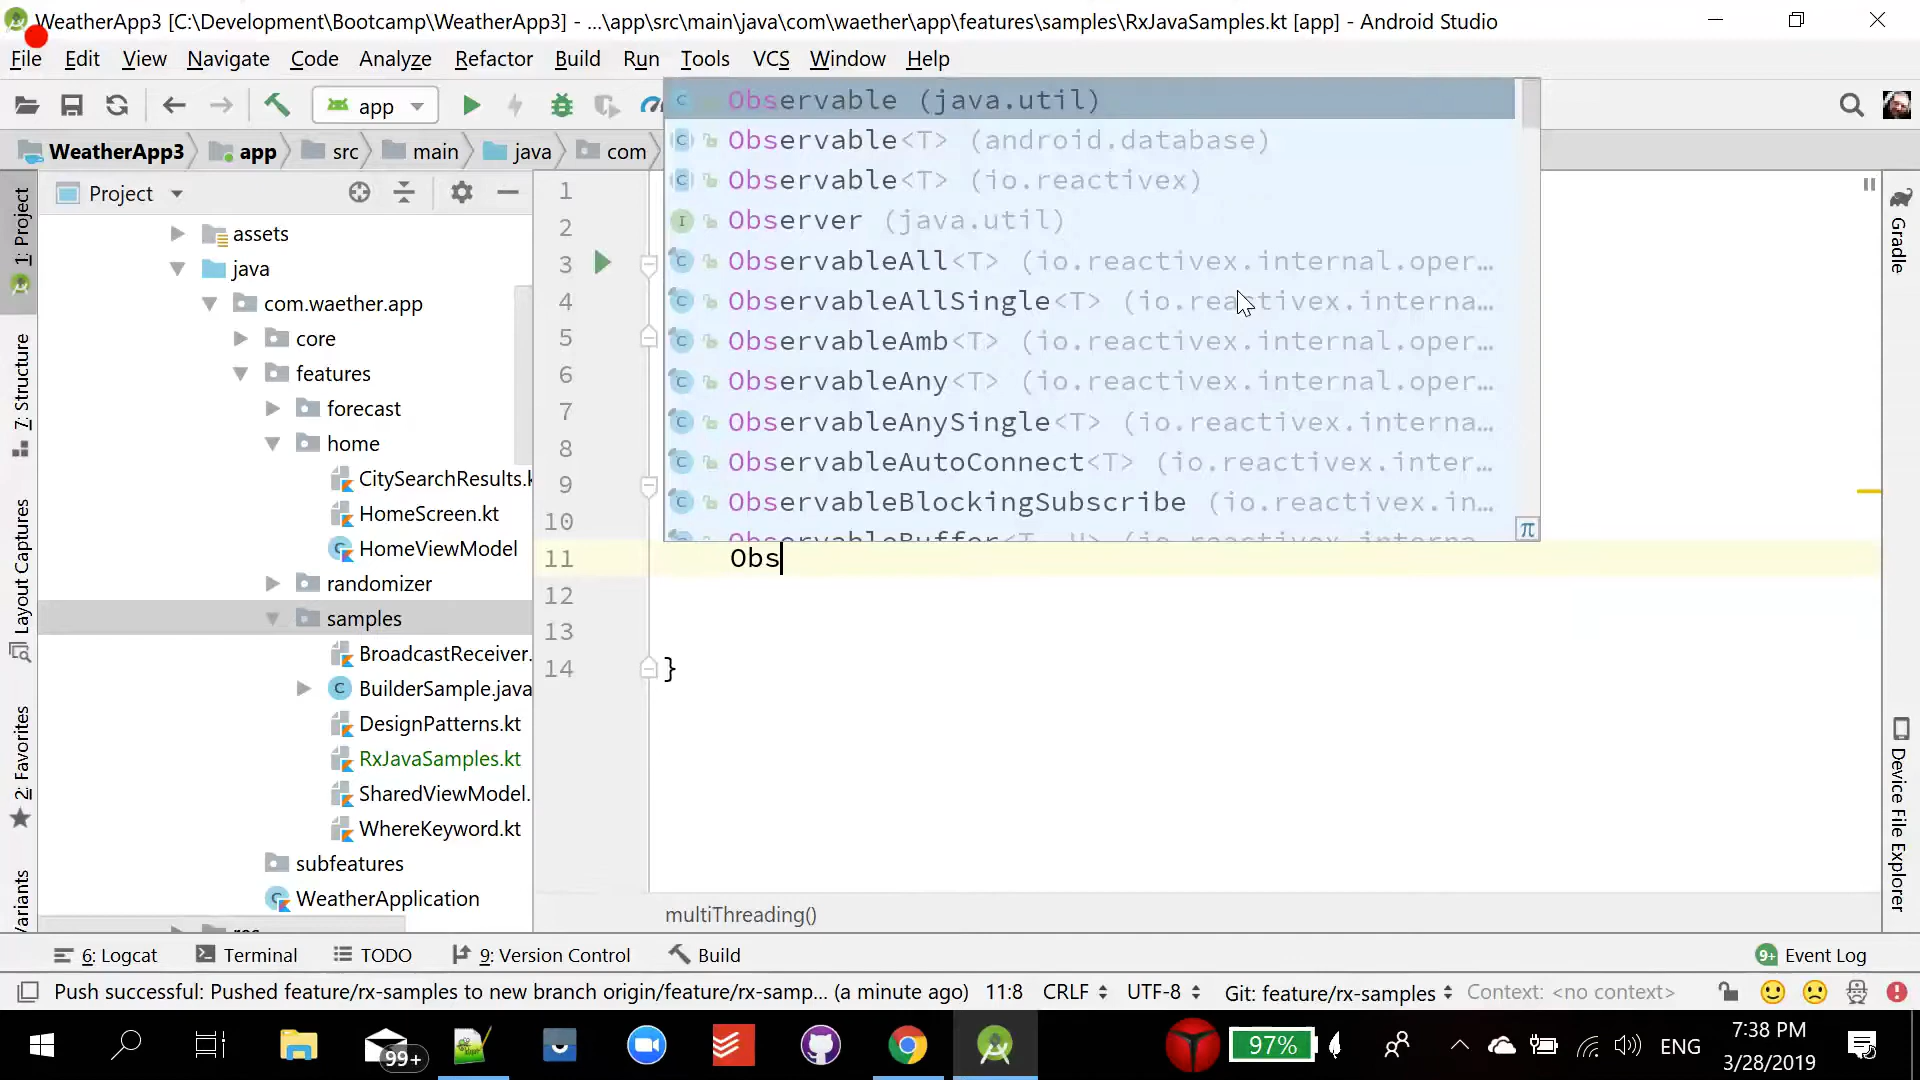 WeatherApp3 [C:\Development\Bootcamp\WeatherApp3] - ...\app\src\main\java\com\waether\app\features\samples\RxJavaSamples.kt [app] - Android Studio
File Edit View Navigate Code Analyze Refactor Build Run Tools VCS Window Help
app
WeatherApp3 app src main java com
Project
1: Project
7: Structure
Layout Captures
2: Favorites
Variants
assets
java
com.waether.app
core
features
forecast
home
CitySearchResults.k
HomeScreen.kt
HomeViewModel
randomizer
samples
BroadcastReceiver.
BuilderSample.java
DesignPatterns.kt
RxJavaSamples.kt
SharedViewModel.
WhereKeyword.kt
subfeatures
WeatherApplication
res
1
2
3
4
5
6
7
8
9
10
11
12
13
14
Observable (java.util)
Observable<T> (android.database)
Observable<T> (io.reactivex)
Observer (java.util)
ObservableAll<T> (io.reactivex.internal.oper…
ObservableAllSingle<T> (io.reactivex.interna…
ObservableAmb<T> (io.reactivex.internal.oper…
ObservableAny<T> (io.reactivex.internal.oper…
ObservableAnySingle<T> (io.reactivex.interna…
ObservableAutoConnect<T> (io.reactivex.inter…
ObservableBlockingSubscribe (io.reactivex.in…
ObservableBuffer<T, U> (io.reactivex.interna…
π
Obs
}
multiThreading()
Gradle
Device File Explorer
6: Logcat Terminal TODO 9: Version Control Build 9+ Event Log
Push successful: Pushed feature/rx-samples to new branch origin/feature/rx-samp... (a minute ago) 11:8 CRLF UTF-8 Git: feature/rx-samples Context: <no context>
99+
97%
ENG
7:38 PM
3/28/2019